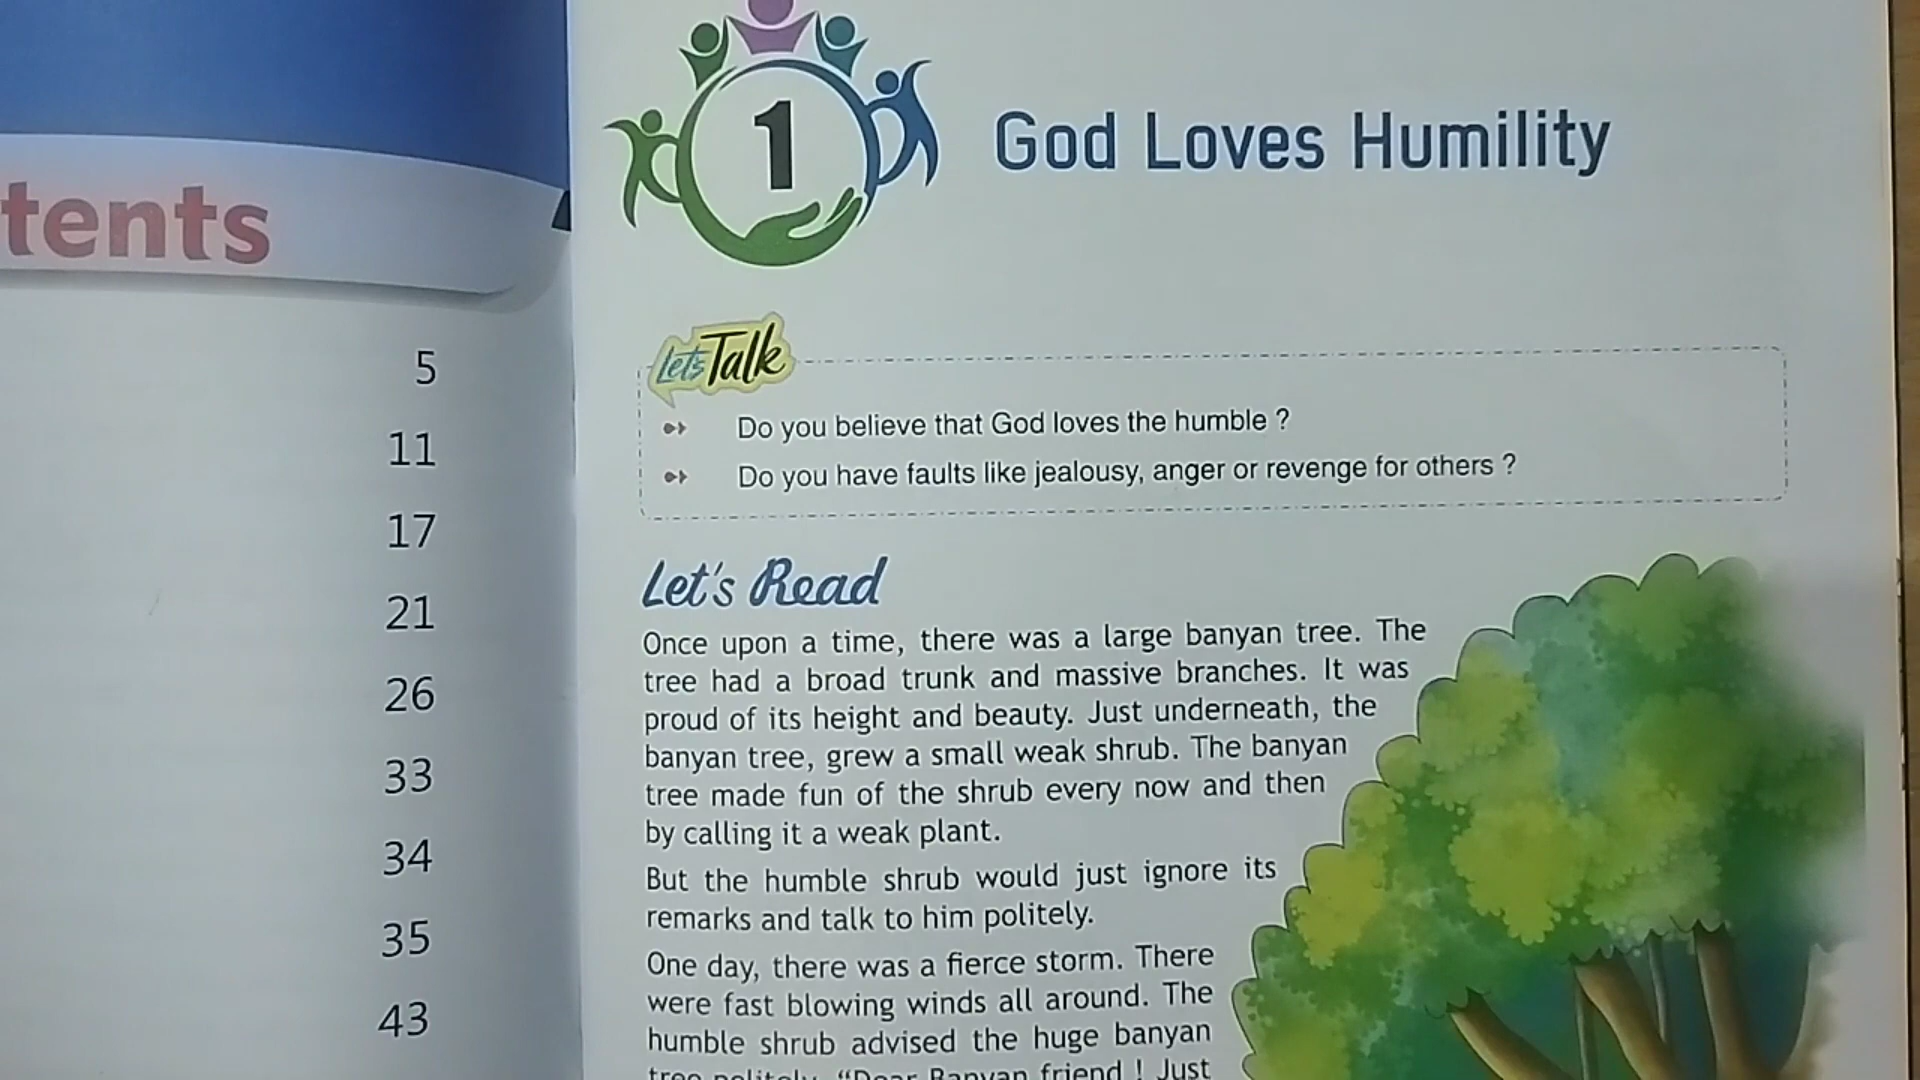 tents
5
11
17
21
26
33
34
35
43
1
God Loves Humility
Let's Talk
Do you believe that God loves the humble ?
Do you have faults like jealousy, anger or revenge for others ?
Let's Read
Once upon a time, there was a large banyan tree. The
tree had a broad trunk and massive branches. It was
proud of its height and beauty. Just underneath, the
banyan tree, grew a small weak shrub. The banyan
tree made fun of the shrub every now and then
by calling it a weak plant.
But the humble shrub would just ignore its
remarks and talk to him politely.
One day, there was a fierce storm. There
were fast blowing winds all around. The
humble shrub advised the huge banyan
tree politely, “Dear Banyan friend ! Just